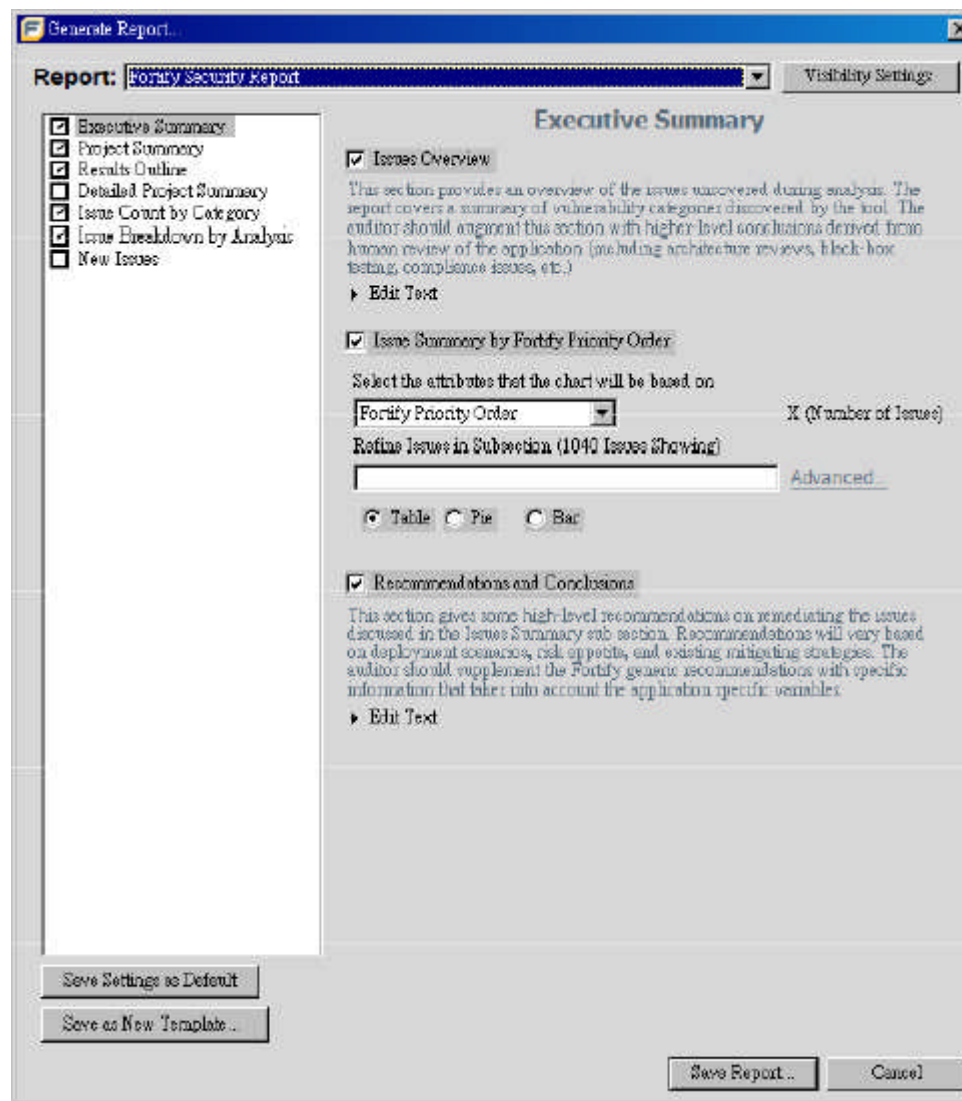 Generate Report...
Report: Fortify Security Report
Visibility Settings
Executive Summary
Project Summary
Results Outline
Detailed Project Summary
Issue Count by Category
Issue Breakdown by Analysis
New Issues
Executive Summary
Issues Overview
This section provides an overview of the issues uncovered during analysis. The
report covers a summary of vulnerability categories discovered by the tool. The
auditor should augment this section with higher-level conclusions derived from
human review of the application (including architecture reviews, black-box
testing, compliance issues, etc.)
Edit Text
Issue Summary by Fortify Priority Order
Select the attributes that the chart will be based on
Fortify Priority Order
X (Number of Issues)
Refine Issues in Subsection (1040 Issues Showing)
Advanced...
Table Pie Bar
Recommendations and Conclusions
This section gives some high-level recommendations on remediating the issues
discussed in the Issues Summary sub section. Recommendations will vary based
on deployment scenarios, risk appetite, and existing mitigating strategies. The
auditor should supplement the Fortify generic recommendations with specific
information that takes into account the application specific variables
Edit Text
Save Settings as Default
Save as New Template...
Save Report...
Cancel